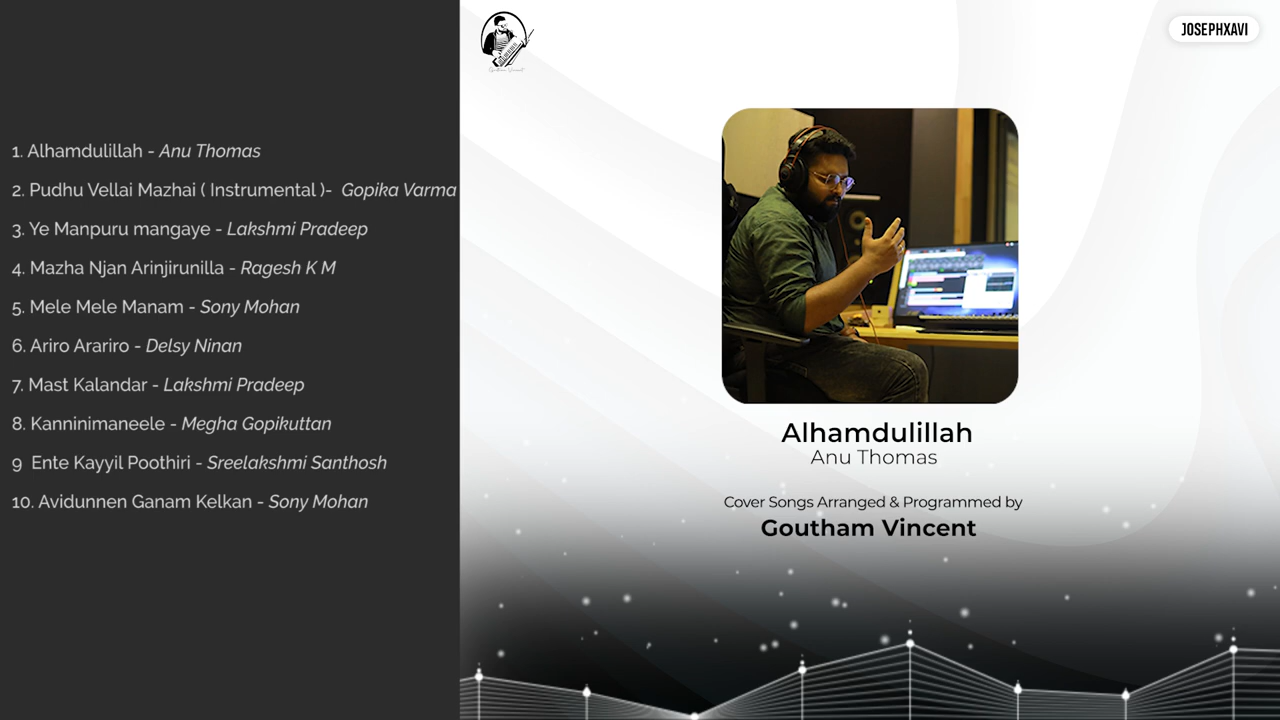 1. Alhamdulillah - Anu Thomas
2. Pudhu Vellai Mazhai ( Instrumental )- Gopika Varma
3. Ye Manpuru mangaye - Lakshmi Pradeep
4. Mazha Njan Arinjirunilla - Ragesh K M
5. Mele Mele Manam - Sony Mohan
6. Ariro Arariro - Delsy Ninan
7. Mast Kalandar - Lakshmi Pradeep
8. Kanninimaneele - Megha Gopikuttan
9 Ente Kayyil Poothiri - Sreelakshmi Santhosh
10. Avidunnen Ganam Kelkan - Sony Mohan
JOSEPHXAVI
Alhamdulillah
Anu Thomas
Cover Songs Arranged & Programmed by
Goutham Vincent